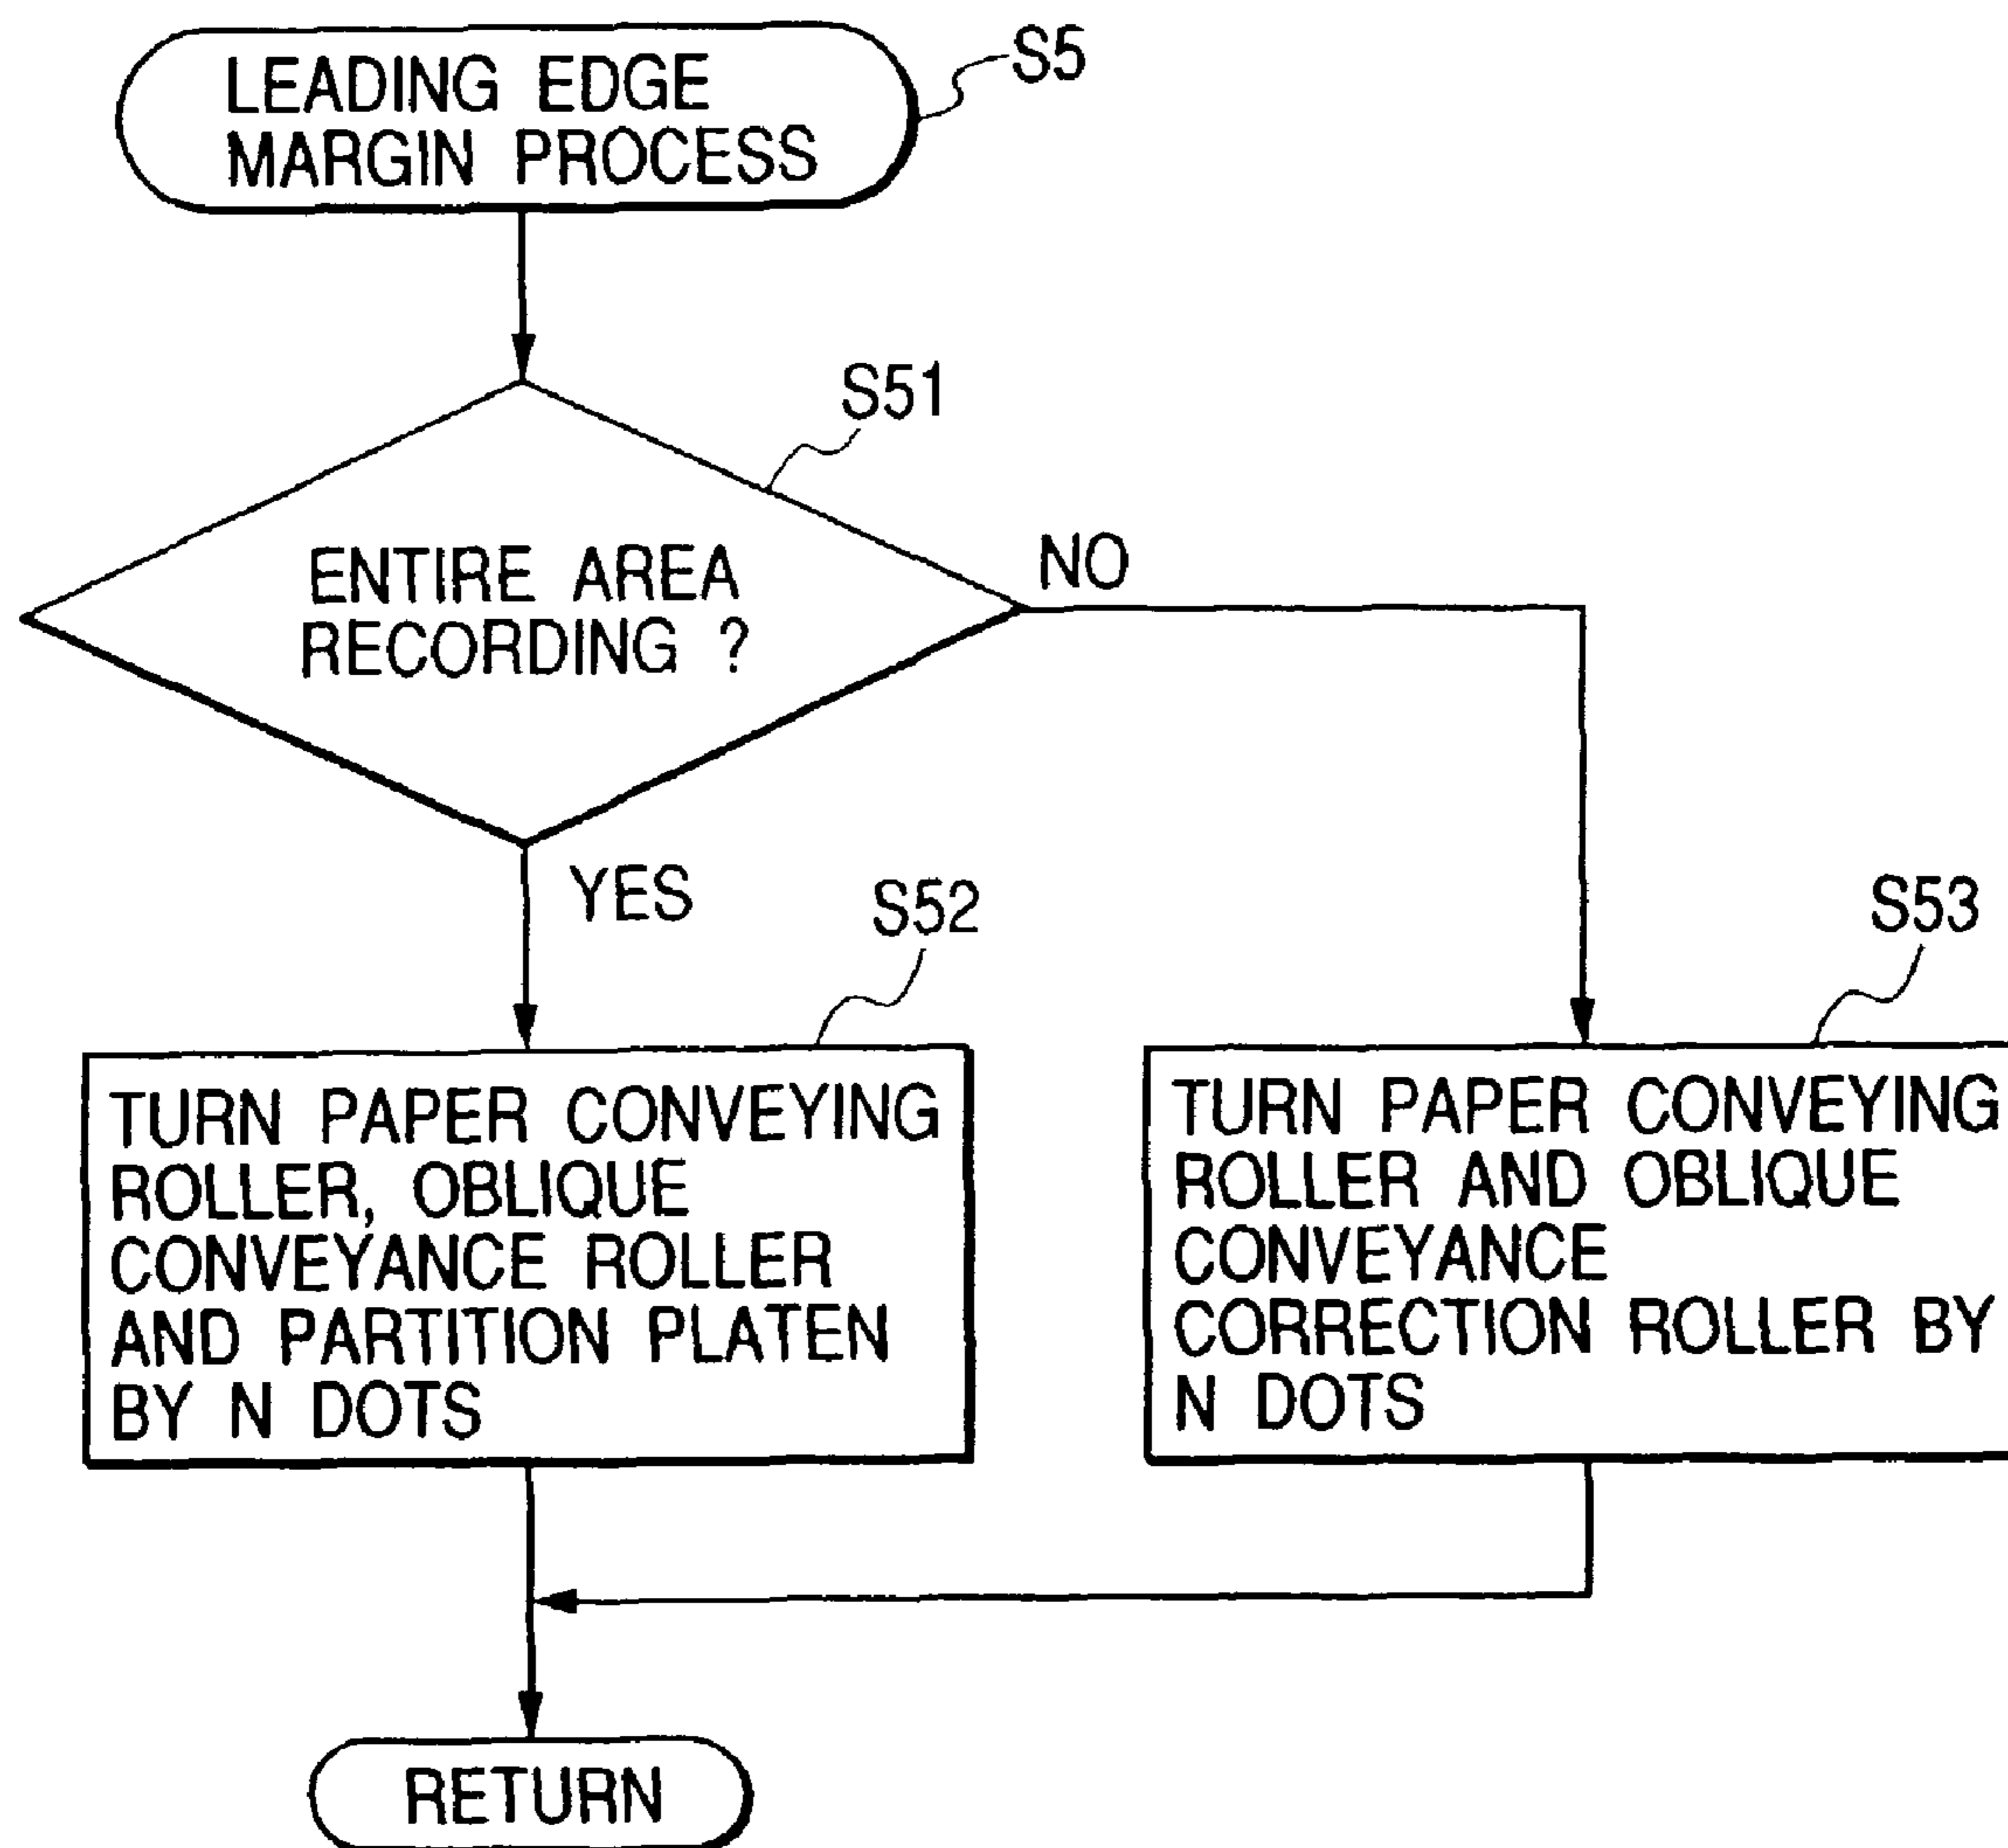 LEADING EDGE
MARGIN PROCESS
S5
S51
ENTIRE AREA
RECORDING ?
NO
YES
S52
TURN PAPER CONVEYING
ROLLER, OBLIQUE
CONVEYANCE ROLLER
AND PARTITION PLATEN
BY N DOTS
S53
TURN PAPER CONVEYING
ROLLER AND OBLIQUE
CONVEYANCE
CORRECTION ROLLER BY
N DOTS
RETURN